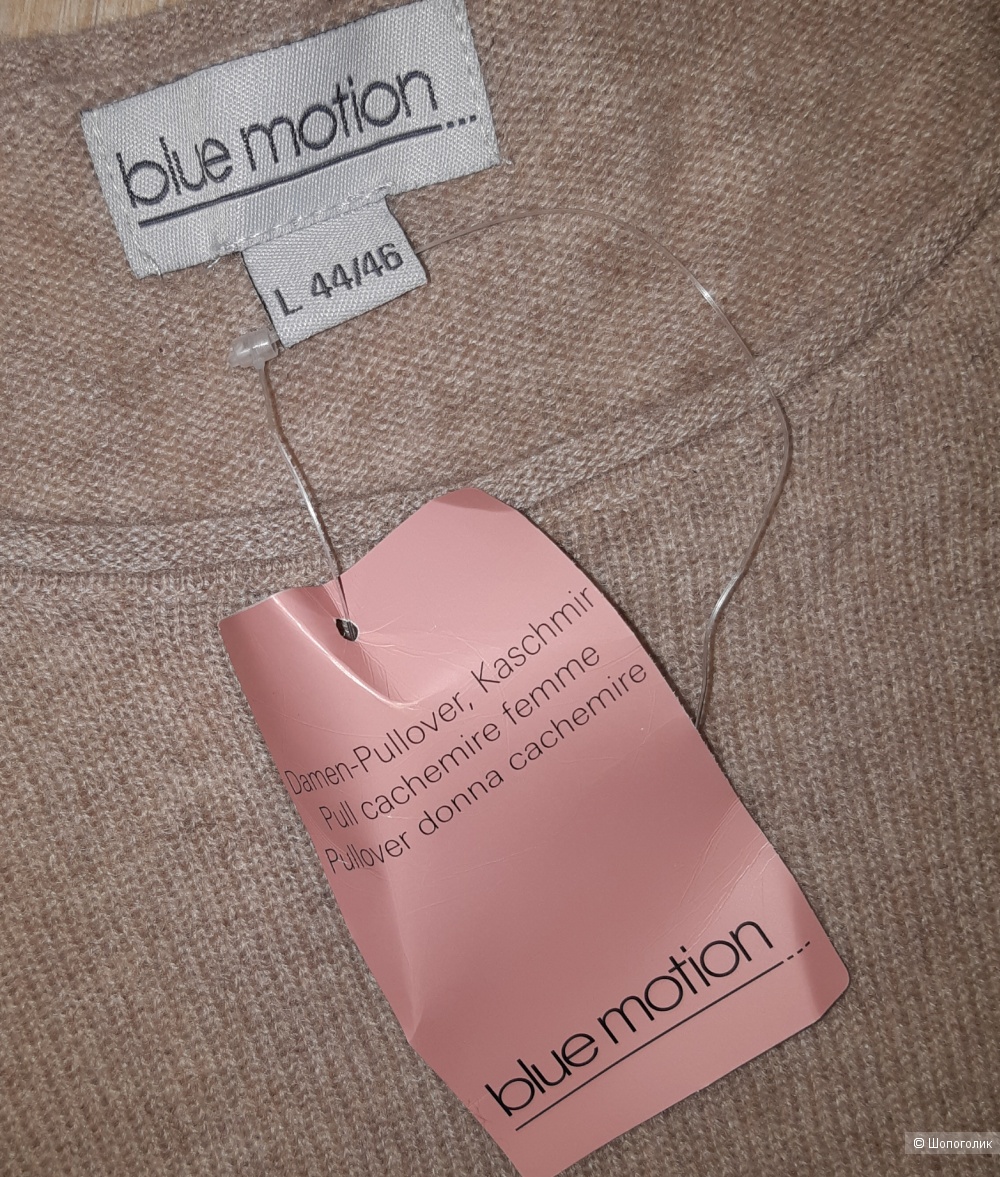 blue motion...
L 44/46
Damen-Pullover, Kaschmir
Pull cachemire femme
Pullover donna cachemire
blue motion...
© Шопоголик